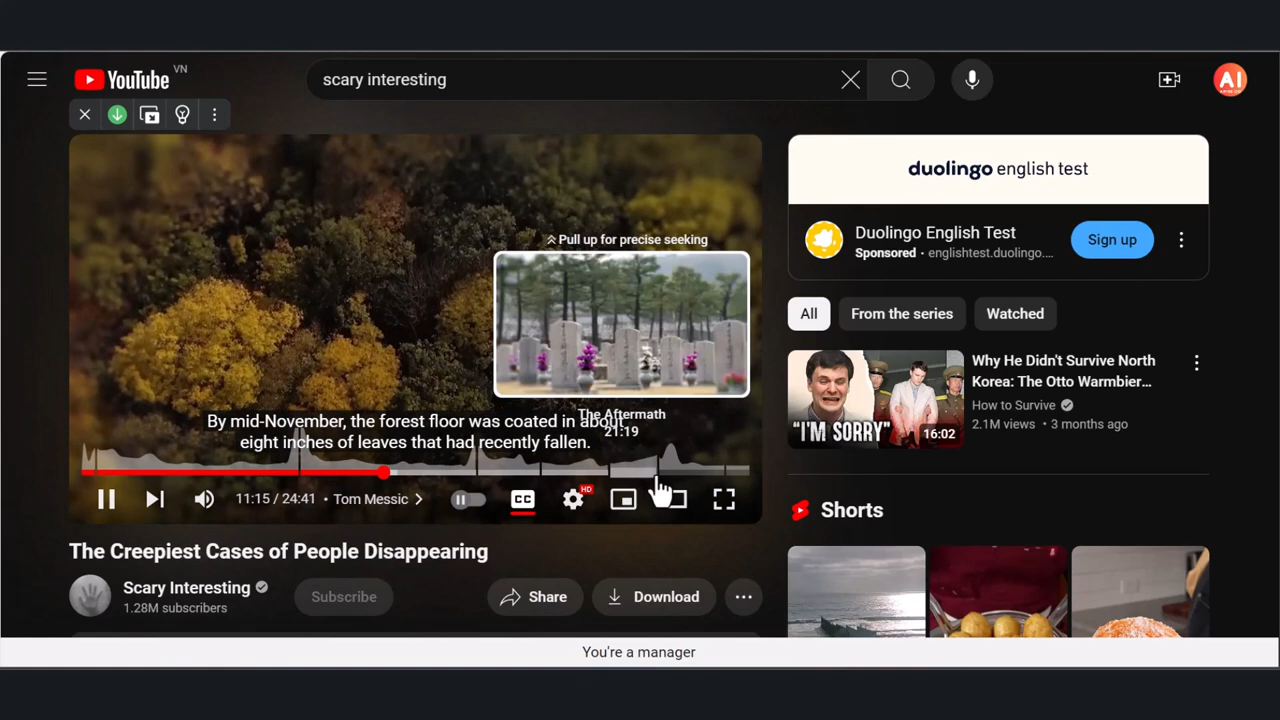 YouTube VN
scary interesting
AI
duolingo english test
Duolingo English Test
Sponsored • englishtest.duolingo....
Sign up
Pull up for precise seeking
The Aftermath
21:19
By mid-November, the forest floor was coated in about
eight inches of leaves that had recently fallen.
11:15 / 24:41 • Tom Messic
CC
HD
All
From the series
Watched
"I'M SORRY"
16:02
Why He Didn't Survive North
Korea: The Otto Warmbier...
How to Survive
2.1M views • 3 months ago
The Creepiest Cases of People Disappearing
Scary Interesting
1.28M subscribers
Subscribe
Share
Download
Shorts
You're a manager